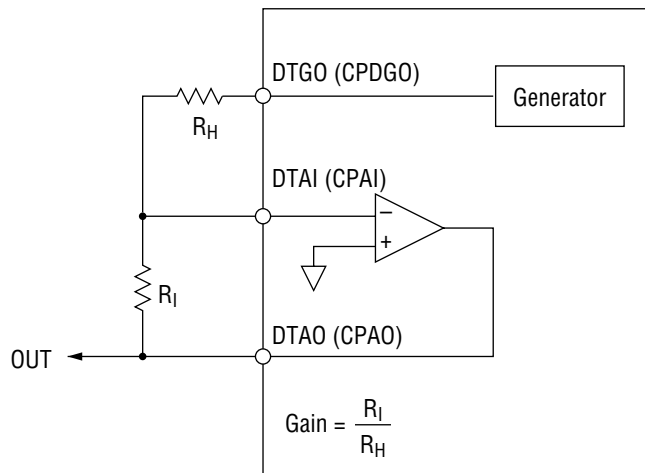 DTGO (CPDGO)
Generator
R_H
DTAI (CPAI)
−
+
R_I
DTAO (CPAO)
OUT
Gain = R_I / R_H